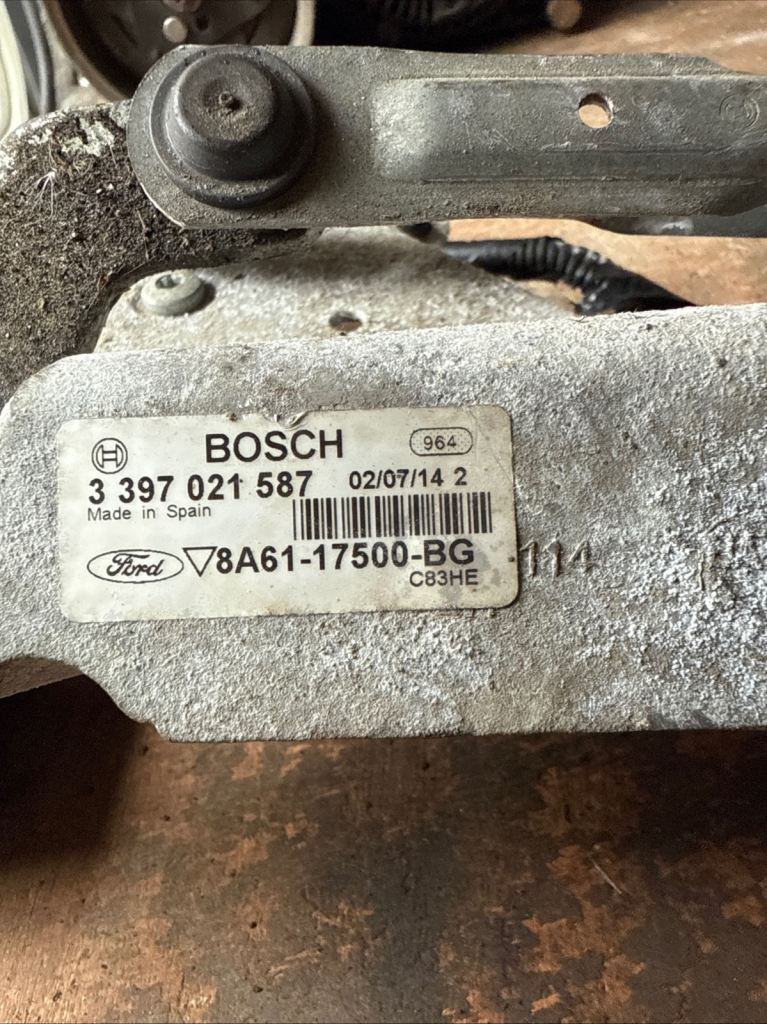 BOSCH 964
3 397 021 587 02/07/14 2
Made in Spain
Ford 8A61-17500-BG
C83HE
114